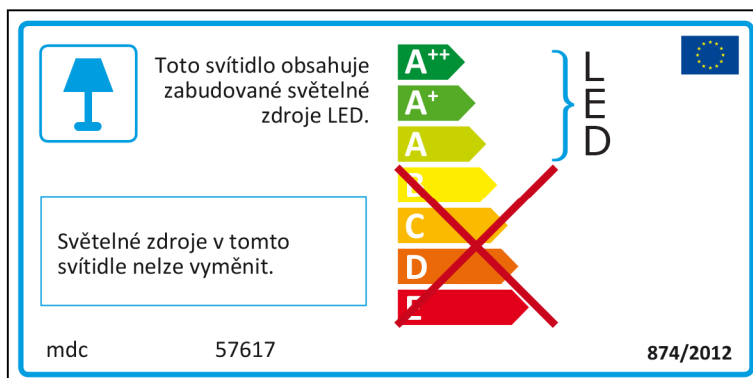 Toto svítidlo obsahuje
zabudované světelné
zdroje LED.
A++
A+
A
B
C
D
E
L
E
D
Světelné zdroje v tomto
svítidle nelze vyměnit.
mdc 57617
874/2012